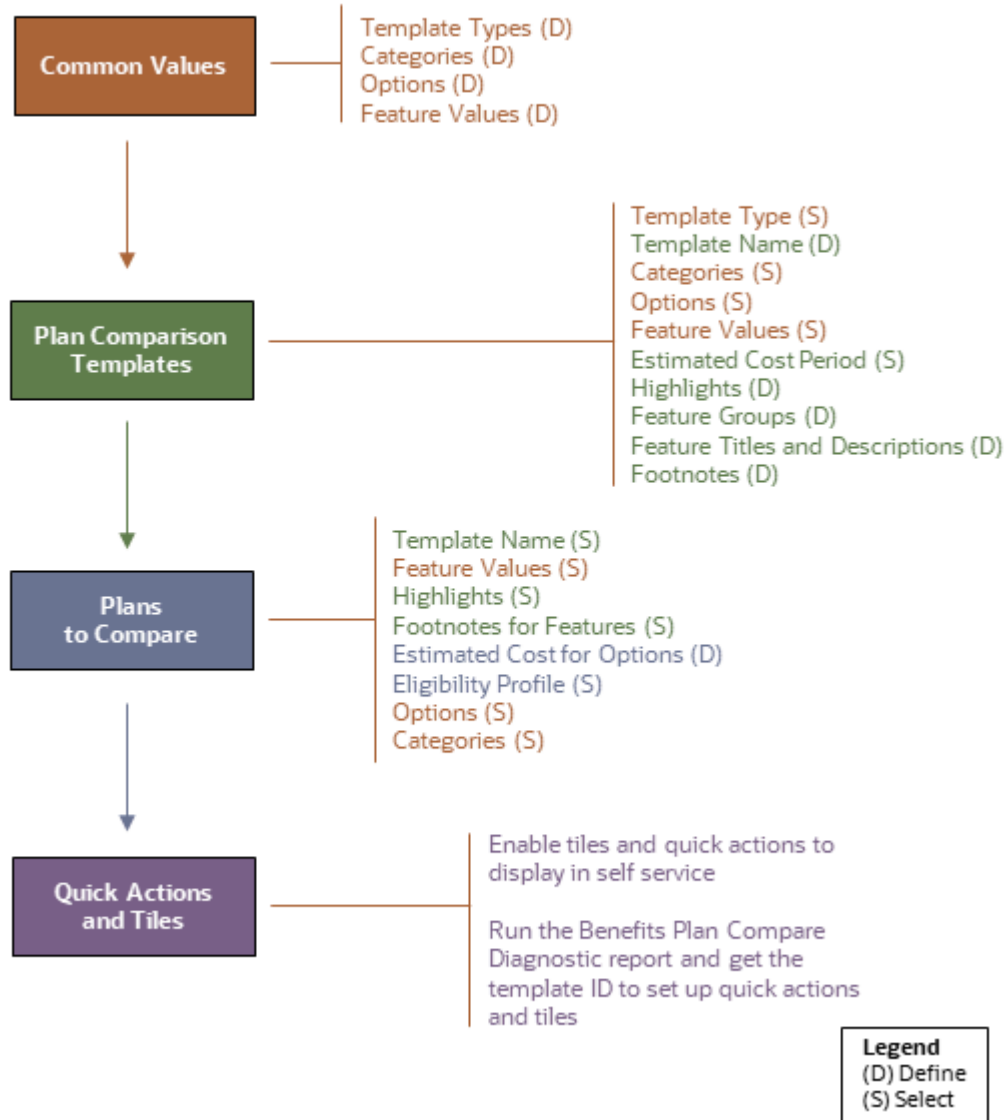 Common Values
Template Types (D)
Categories (D)
Options (D)
Feature Values (D)
Plan Comparison
Templates
Template Type (S)
Template Name (D)
Categories (S)
Options (S)
Feature Values (S)
Estimated Cost Period (S)
Highlights (D)
Feature Groups (D)
Feature Titles and Descriptions (D)
Footnotes (D)
Plans
to Compare
Template Name (S)
Feature Values (S)
Highlights (S)
Footnotes for Features (S)
Estimated Cost for Options (D)
Eligibility Profile (S)
Options (S)
Categories (S)
Quick Actions
and Tiles
Enable tiles and quick actions to
display in self service
Run the Benefits Plan Compare
Diagnostic report and get the
template ID to set up quick actions
and tiles
Legend
(D) Define
(S) Select